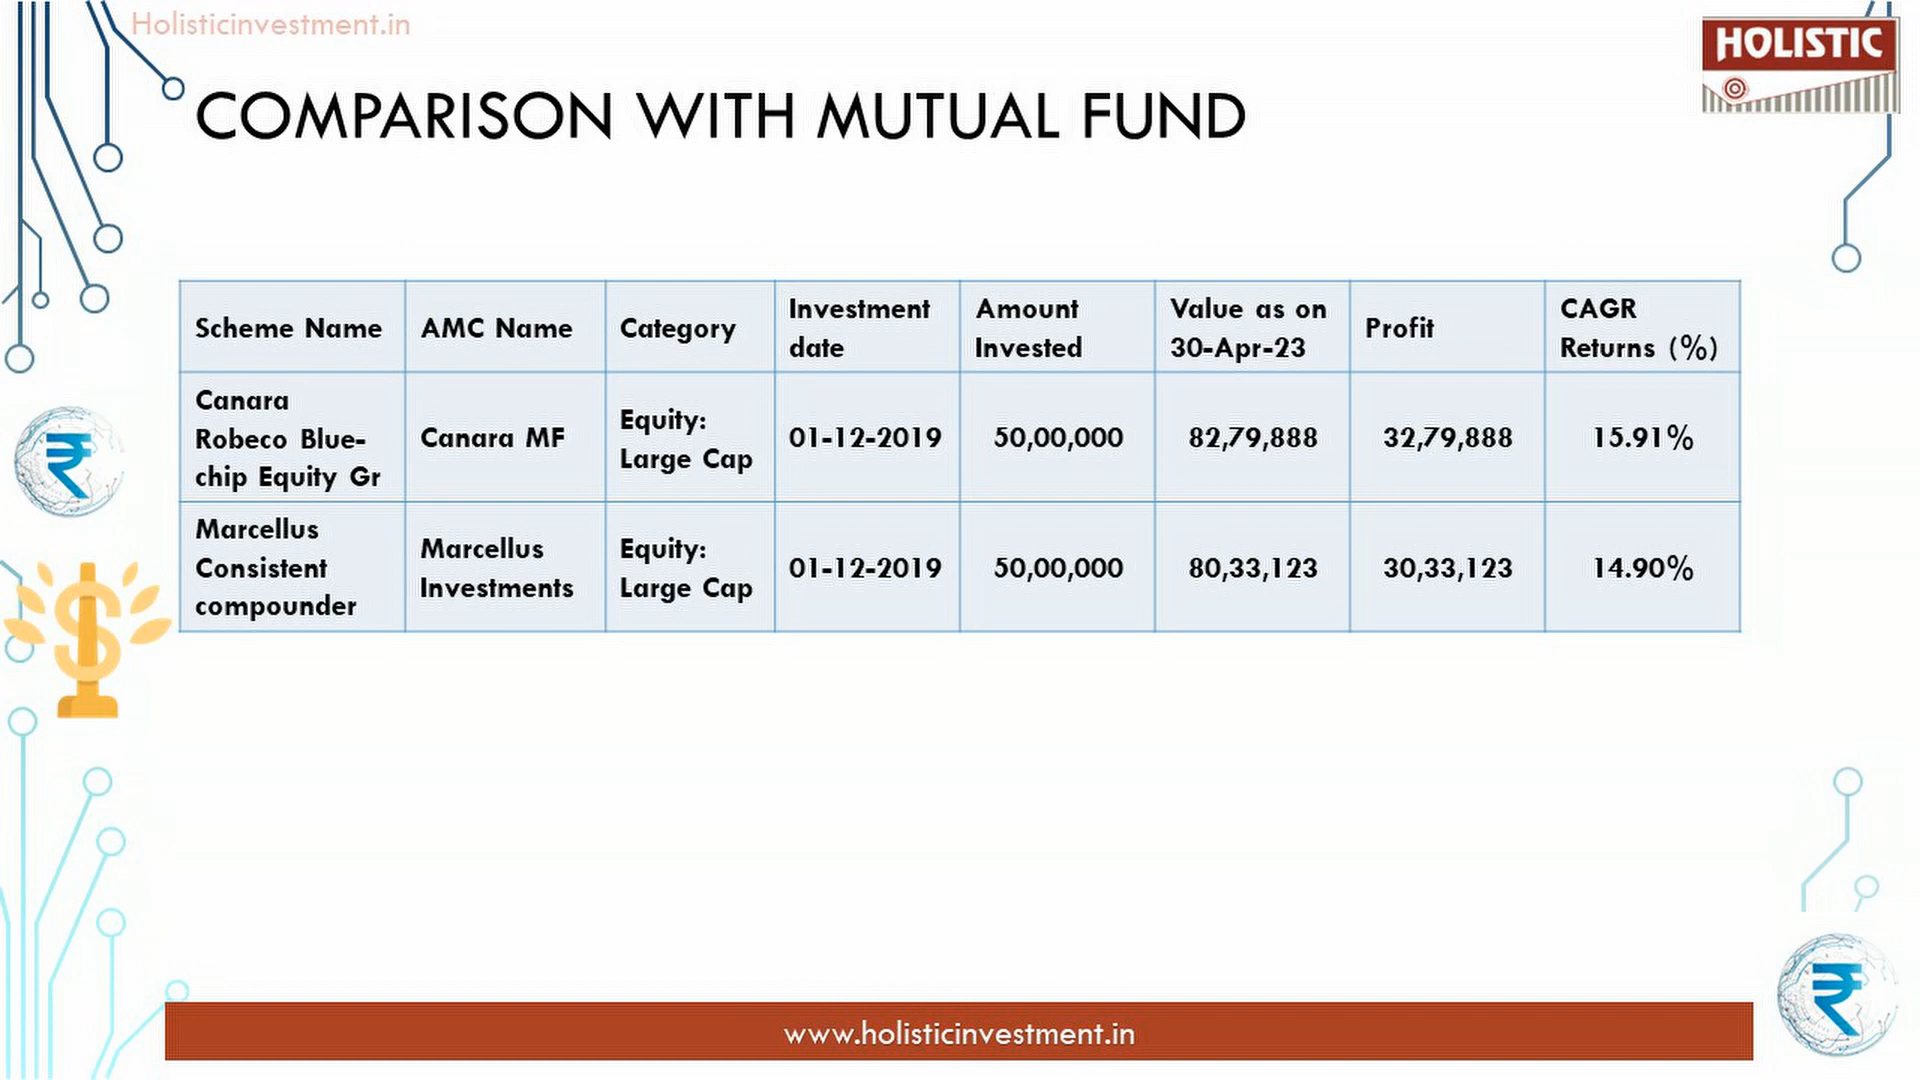 Holisticinvestment.in
HOLISTIC
COMPARISON WITH MUTUAL FUND
Scheme Name
AMC Name
Category
Investment
date
Amount
Invested
Value as on
30-Apr-23
Profit
CAGR
Returns (%)
Canara
Robeco Blue-
chip Equity Gr
Canara MF
Equity:
Large Cap
01-12-2019
50,00,000
82,79,888
32,79,888
15.91%
Marcellus
Consistent
compounder
Marcellus
Investments
Equity:
Large Cap
01-12-2019
50,00,000
80,33,123
30,33,123
14.90%
www.holisticinvestment.in